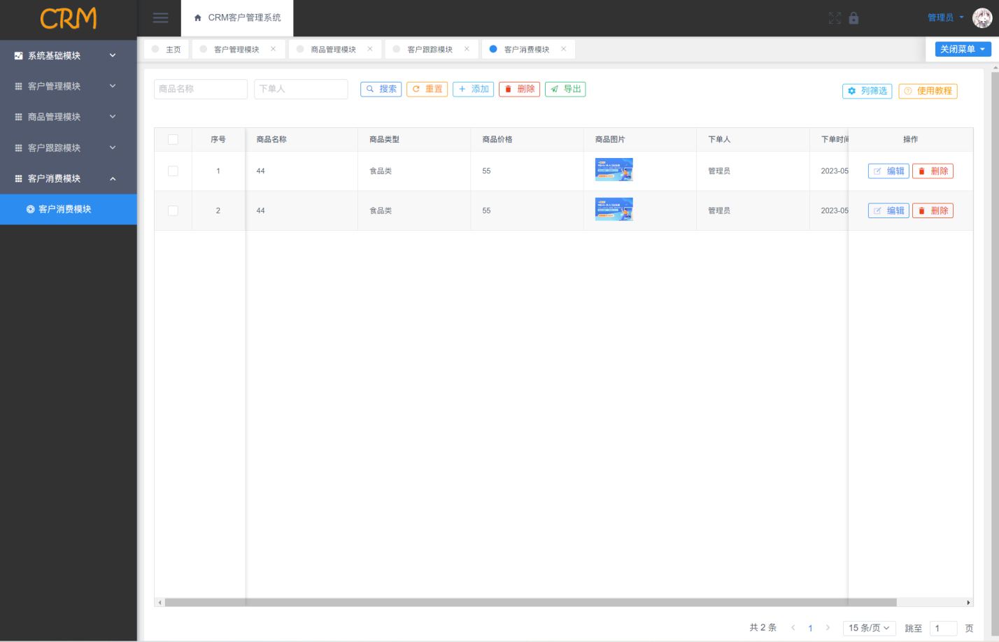 CRM
CRM客户管理系统
管理员
系统基础模块
客户管理模块
商品管理模块
客户跟踪模块
客户消费模块
客户消费模块
主页
客户管理模块
商品管理模块
客户跟踪模块
客户消费模块
关闭菜单
商品名称
下单人
搜索
重置
添加
删除
导出
列筛选
使用教程
序号 商品名称 商品类型 商品价格 商品图片 下单人 下单时间 操作
1 44 食品类 55 管理员 2023-05 编辑 删除
2 44 食品类 55 管理员 2023-05 编辑 删除
共 2 条 1 15 条/页 跳至 1 页